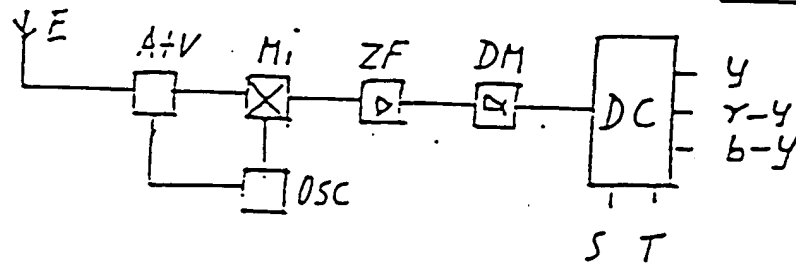 E
A+V Mi ZF DM
DC
y
r-y
b-y
OSC
S T